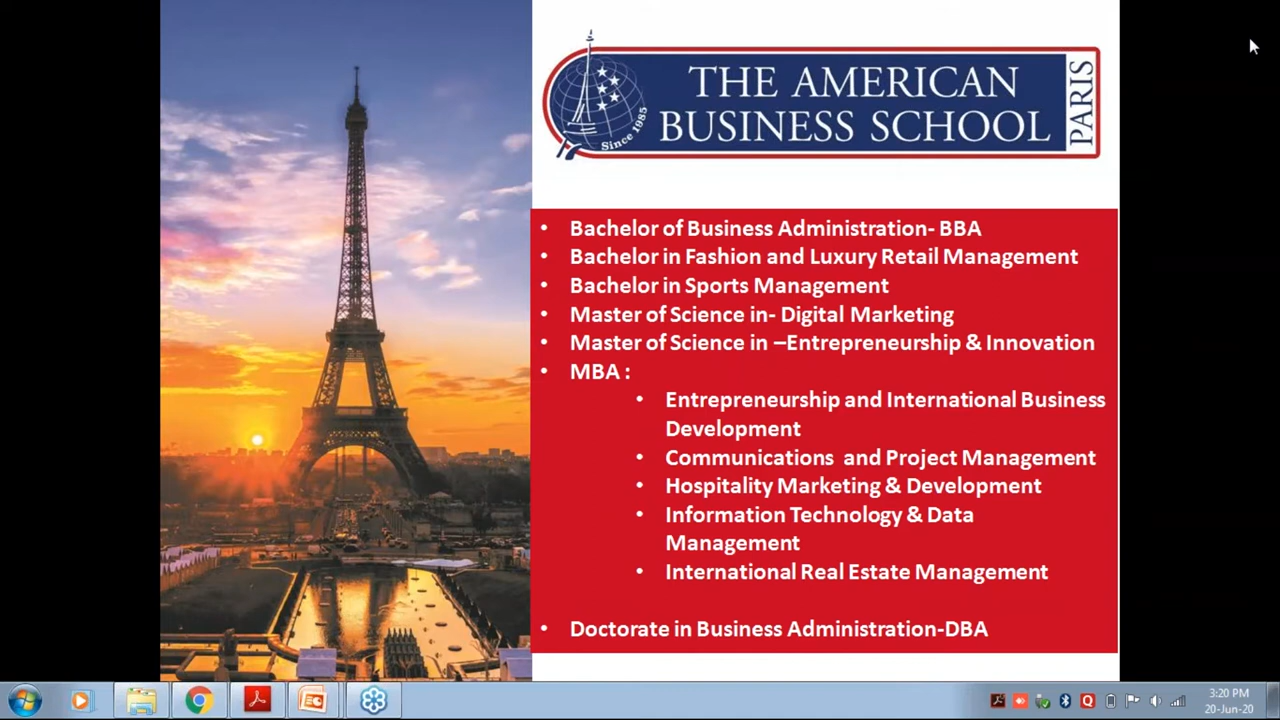 THE AMERICAN
BUSINESS SCHOOL
PARIS
Since 1985
• Bachelor of Business Administration- BBA
• Bachelor in Fashion and Luxury Retail Management
• Bachelor in Sports Management
• Master of Science in- Digital Marketing
• Master of Science in –Entrepreneurship & Innovation
• MBA :
• Entrepreneurship and International Business
Development
• Communications and Project Management
• Hospitality Marketing & Development
• Information Technology & Data
Management
• International Real Estate Management
• Doctorate in Business Administration-DBA
3:20 PM
20-Jun-20